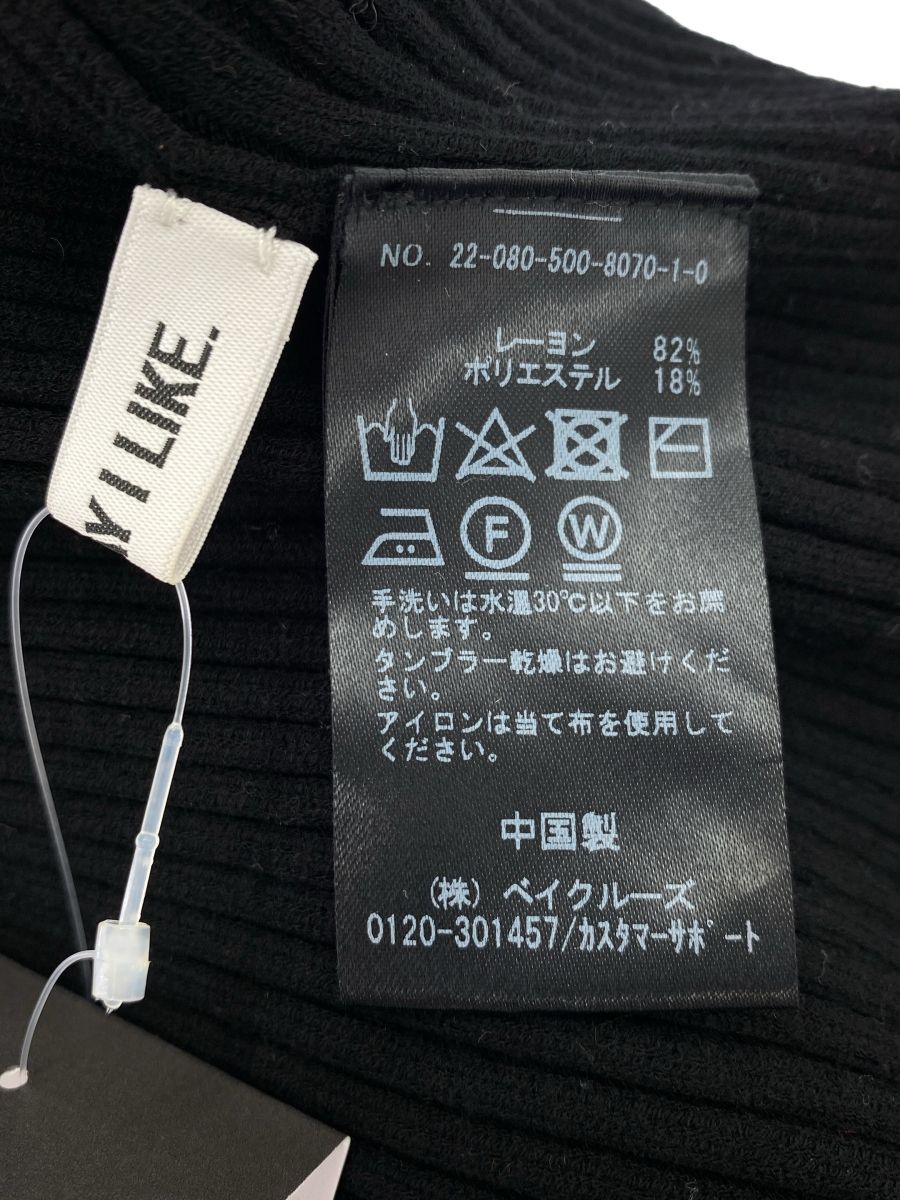 Y I LIKE.
NO. 22-080-500-8070-1-0
レーヨン 82%
ポリエステル 18%
F
W
手洗いは水温30℃以下をお薦
めします。
タンブラー乾燥はお避けくだ
さい。
アイロンは当て布を使用して
ください。
中国製
(株) ベイクルーズ
0120-301457/カスタマーサポート